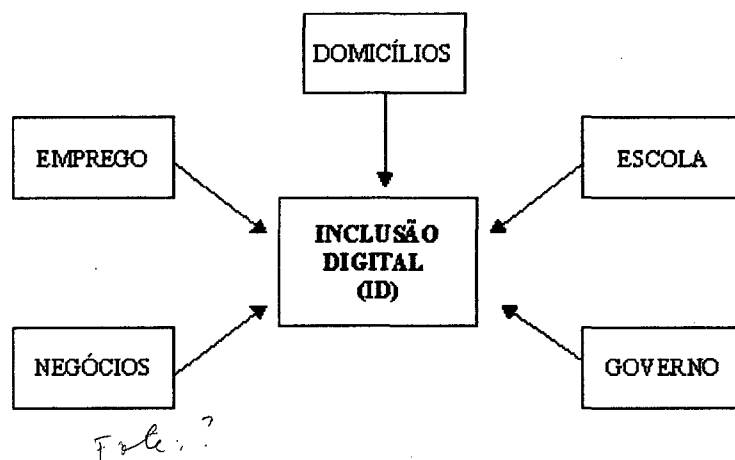 DOMICÍLIOS
EMPREGO
ESCOLA
INCLUSÃO
DIGITAL
(ID)
NEGÓCIOS
GOVERNO